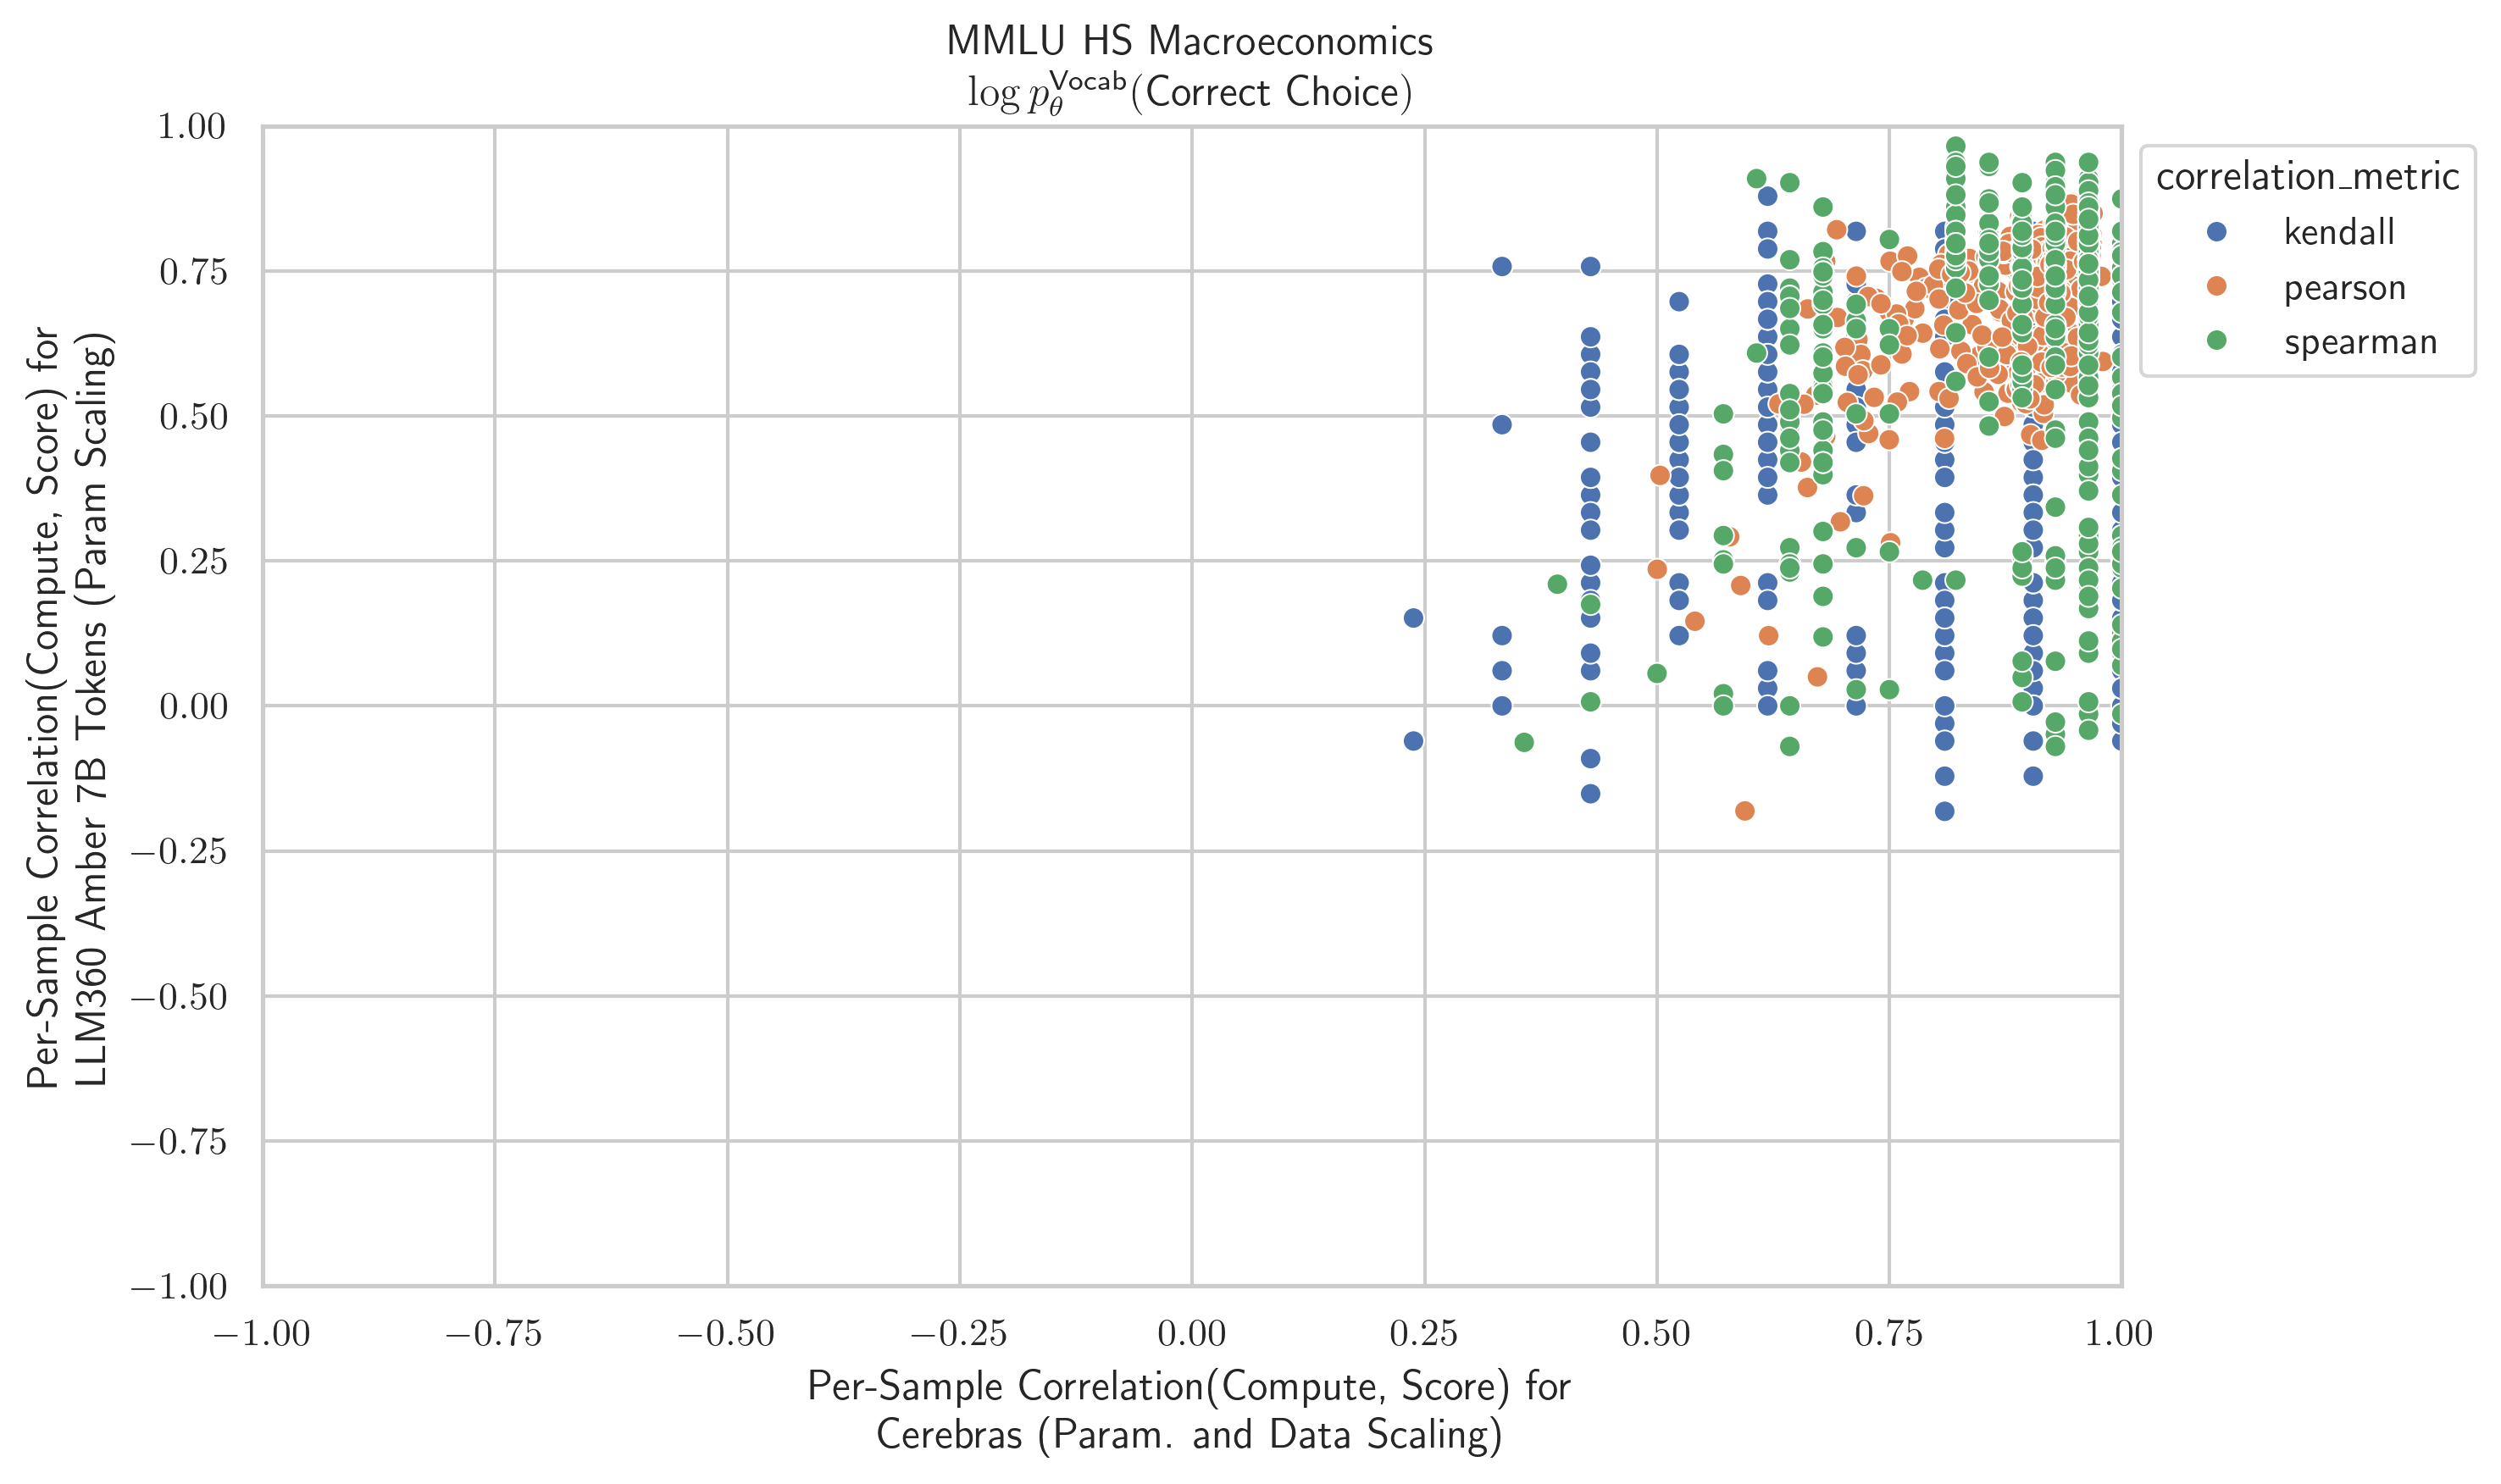 MMLU HS Macroeconomics
log p_θ^Vocab(Correct Choice)
Per-Sample Correlation(Compute, Score) for
LLM360 Amber 7B Tokens (Param Scaling)
1.00
0.75
0.50
0.25
0.00
−0.25
−0.50
−0.75
−1.00
−1.00 −0.75 −0.50 −0.25 0.00 0.25 0.50 0.75 1.00
Per-Sample Correlation(Compute, Score) for
Cerebras (Param. and Data Scaling)
correlation_metric
kendall
pearson
spearman